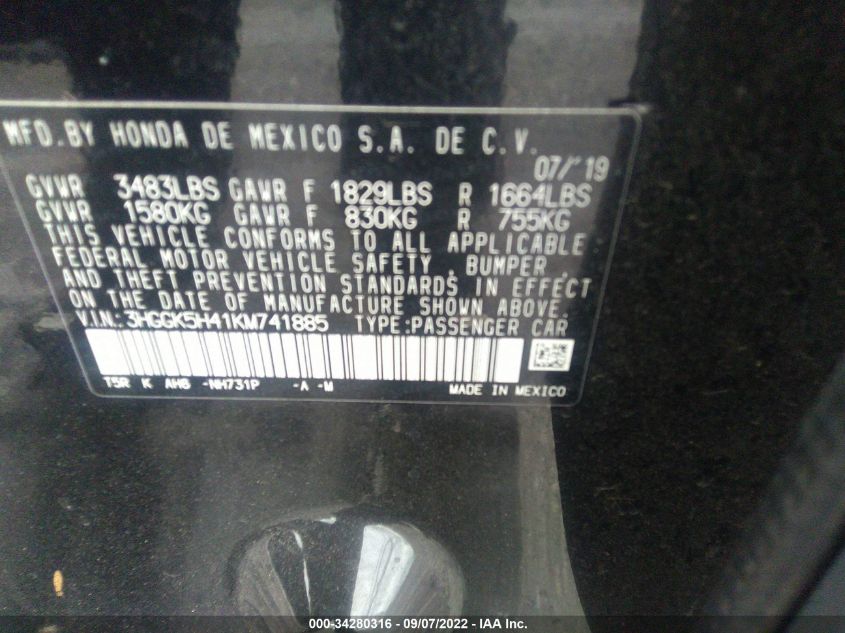 MFD. BY HONDA DE MEXICO S.A. DE C.V.
07/19
GVWR 3483LBS GAWR F 1829LBS R 1664LBS
GVWR 1580KG GAWR F 830KG R 755KG
THIS VEHICLE CONFORMS TO ALL APPLICABLE
FEDERAL MOTOR VEHICLE SAFETY, BUMPER,
AND THEFT PREVENTION STANDARDS IN EFFECT
ON THE DATE OF MANUFACTURE SHOWN ABOVE.
V.I.N.:3HGGK5H41KM741885 TYPE:PASSENGER CAR
T5R K AHG -NH731P -A -M MADE IN MEXICO
000-34280316 - 09/07/2022 - IAA Inc.